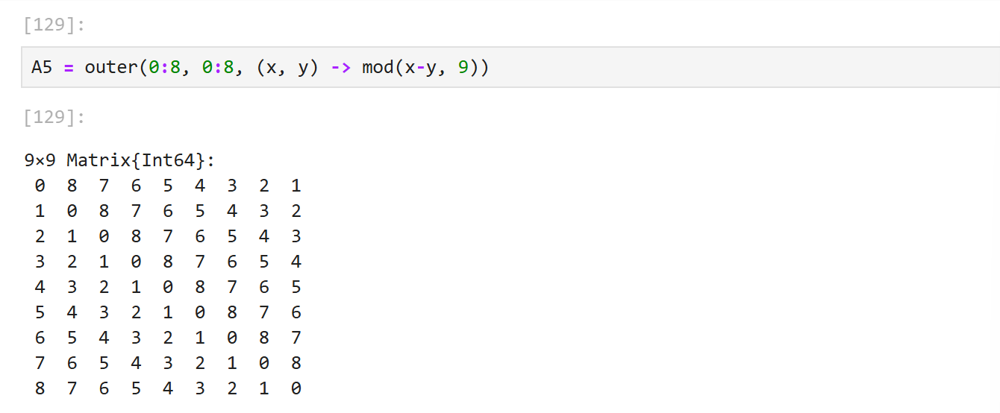 [129]:
A5 = outer(0:8, 0:8, (x, y) -> mod(x-y, 9))
[129]:
9×9 Matrix{Int64}:
0 8 7 6 5 4 3 2 1
1 0 8 7 6 5 4 3 2
2 1 0 8 7 6 5 4 3
3 2 1 0 8 7 6 5 4
4 3 2 1 0 8 7 6 5
5 4 3 2 1 0 8 7 6
6 5 4 3 2 1 0 8 7
7 6 5 4 3 2 1 0 8
8 7 6 5 4 3 2 1 0